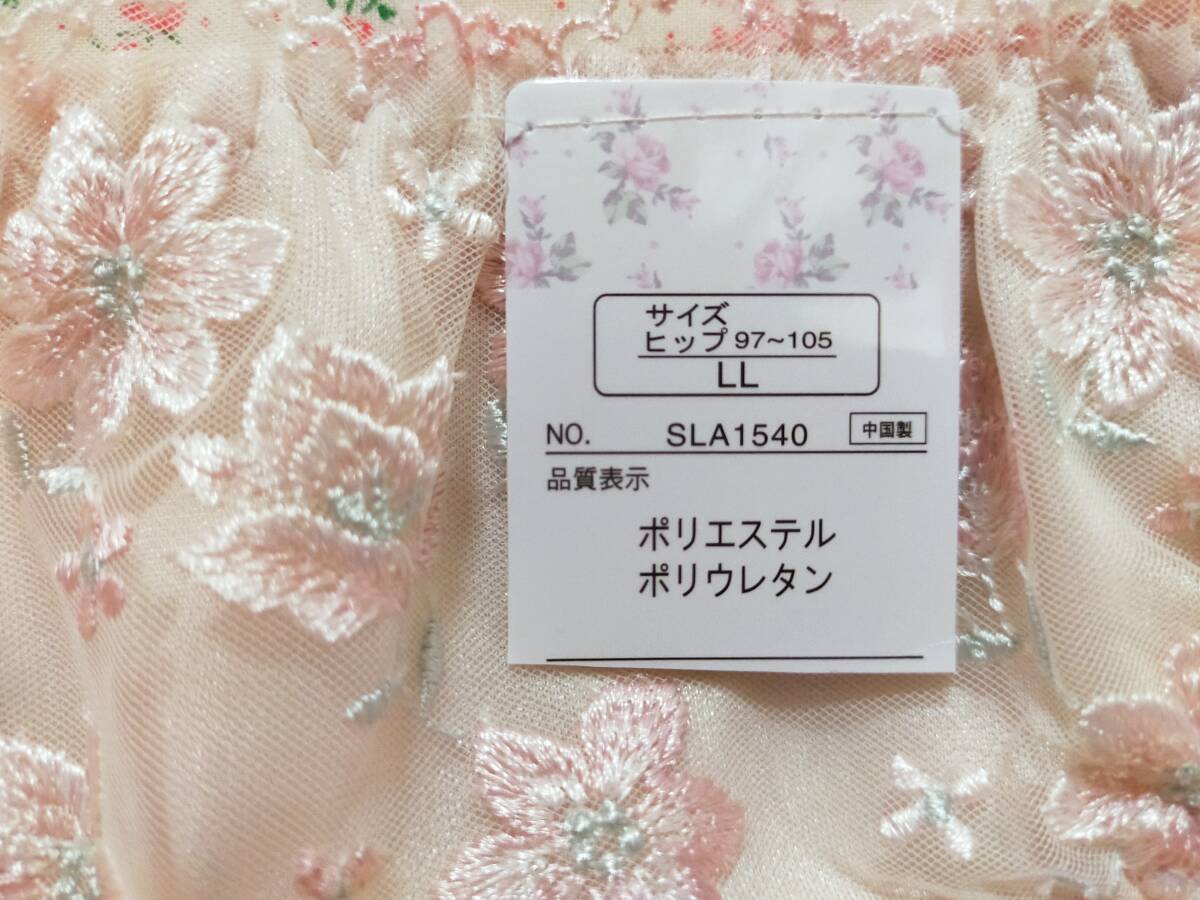 サイズ
ヒップ 97~105
LL
NO. SLA1540 中国製
品質表示
ポリエステル
ポリウレタン